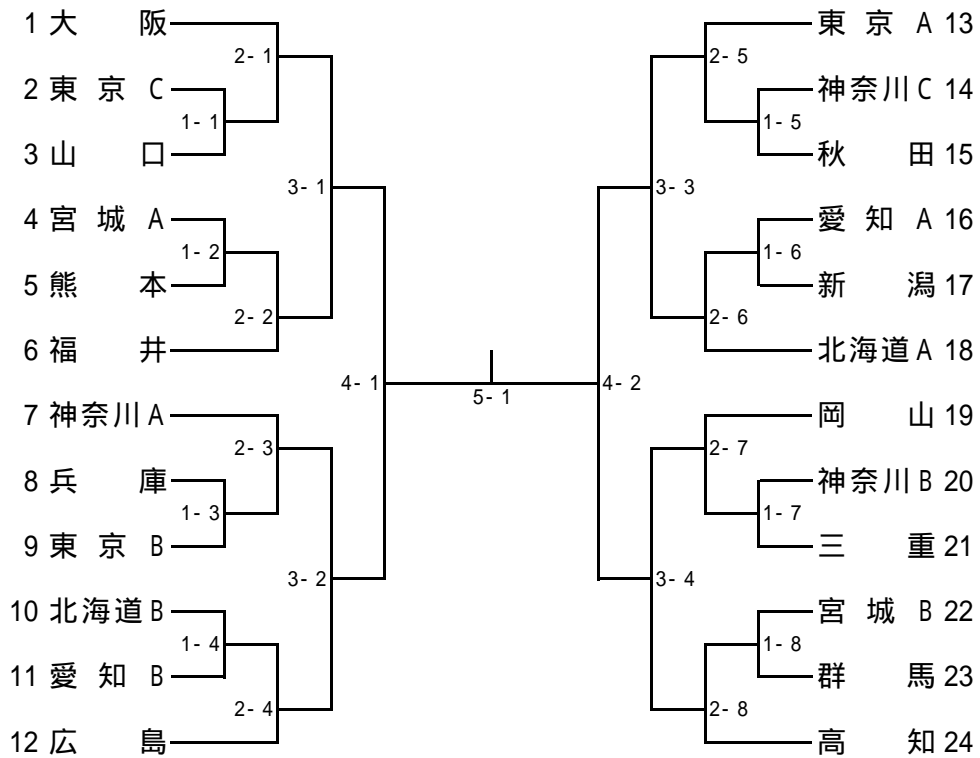 1 大 阪
2 東 京 C
3 山 口
4 宮 城 A
5 熊 本
6 福 井
7 神奈川 A
8 兵 庫
9 東 京 B
10 北海道 B
11 愛 知 B
12 広 島
1-1
1-2
1-3
1-4
2-1
2-2
2-3
2-4
3-1
3-2
4-1
5-1
4-2
3-3
3-4
2-5
2-6
2-7
2-8
1-5
1-6
1-7
1-8
東 京 A 13
神奈川 C 14
秋 田 15
愛 知 A 16
新 潟 17
北海道 A 18
岡 山 19
神奈川 B 20
三 重 21
宮 城 B 22
群 馬 23
高 知 24